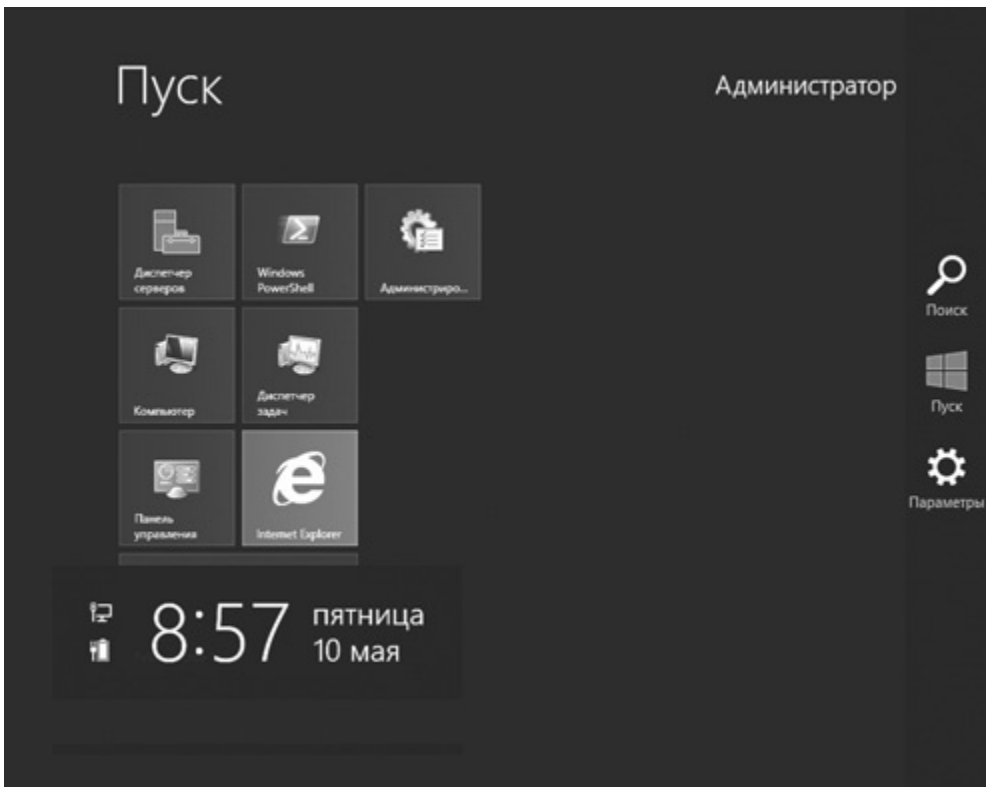 Пуск
Администратор
Диспетчер
серверов
Windows
PowerShell
Администриро...
Компьютер
Диспетчер
задач
Панель
управления
Internet Explorer
Поиск
Пуск
Параметры
8:57
пятница
10 мая